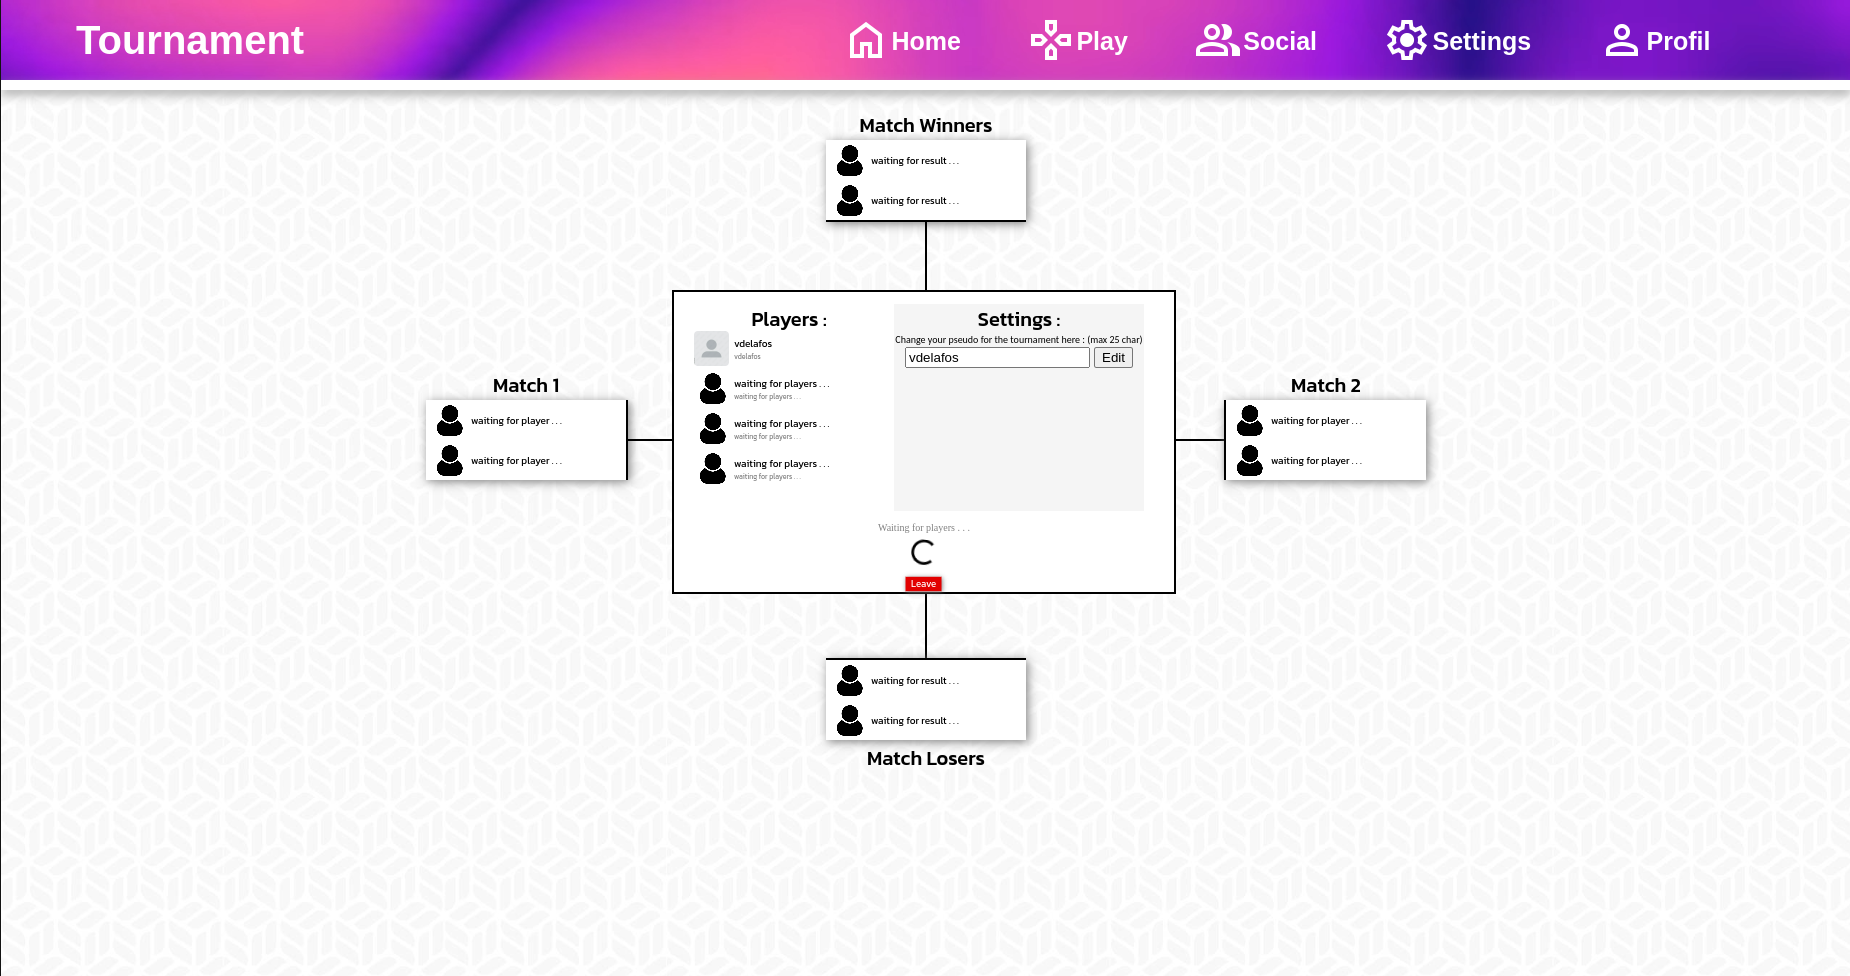 Tournament
Home
Play
Social
Settings
Profil
Match Winners
waiting for result . . .
waiting for result . . .
Players :
vdelafos
vdelafos
waiting for players . . .
waiting for players . . .
waiting for players . . .
waiting for players . . .
waiting for players . . .
waiting for players . . .
Settings :
Change your pseudo for the tournament here : (max 25 char)
vdelafos
Edit
Match 1
waiting for player . . .
waiting for player . . .
Match 2
waiting for player . . .
waiting for player . . .
Waiting for players . . .
Leave
waiting for result . . .
waiting for result . . .
Match Losers